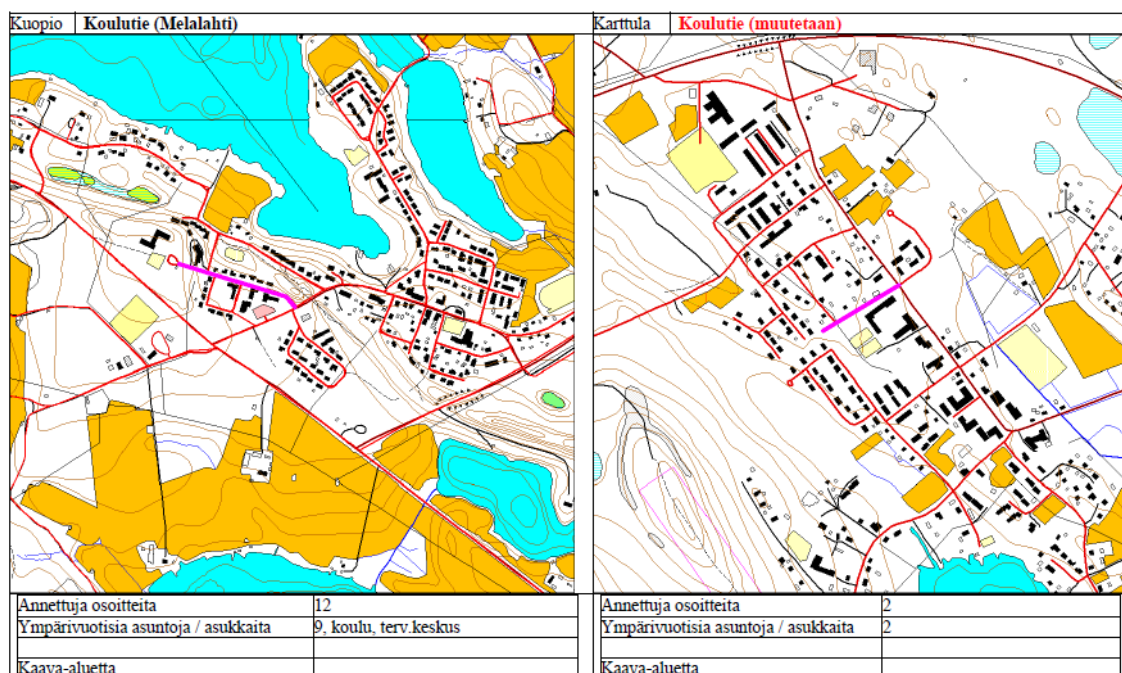 Kuopio Koulutie (Melalahti)
Karttula Koulutie (muutetaan)
Annettuja osoitteita 12
Ympärivuotisia asuntoja / asukkaita 9, koulu, terv.keskus
Kaava-aluetta
Annettuja osoitteita 2
Ympärivuotisia asuntoja / asukkaita 2
Kaava-aluetta